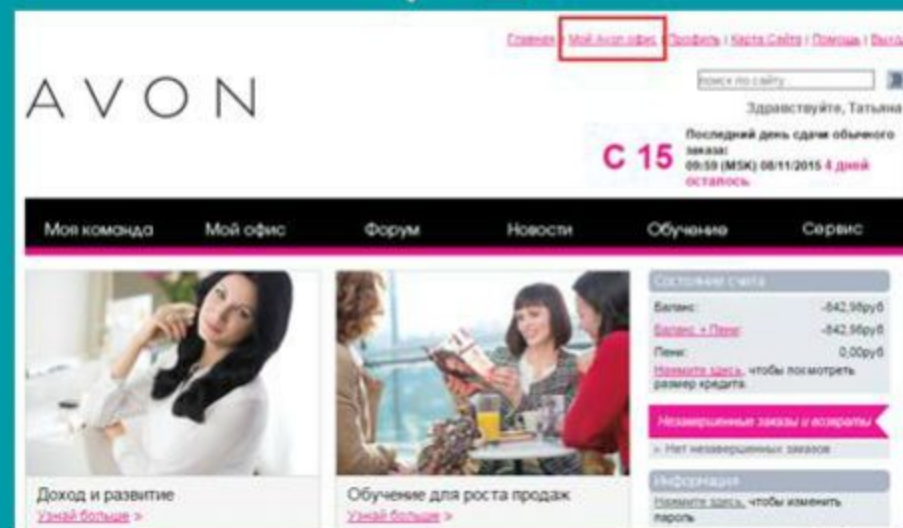 Главная | Мой Avon офис | Профиль | Карта Сайта | Помощь | Выход
поиск по сайту
AVON
Здравствуйте, Татьяна
С 15
Последний день сдачи обычного
заказа:
09:59 (MSK) 08/11/2015 4 дней
осталось
Моя команда Мой офис Форум Новости Обучение Сервис
Состояние счета
Баланс: -842,98руб
Баланс + Пени: -842,98руб
Пени: 0,00руб
Нажмите здесь, чтобы посмотреть
размер кредита.
Незавершенные заказы и возвраты
» Нет незавершенных заказов
Информация
Нажмите здесь, чтобы изменить
пароль
Доход и развитие
Узнай больше »
Обучение для роста продаж
Узнай больше »